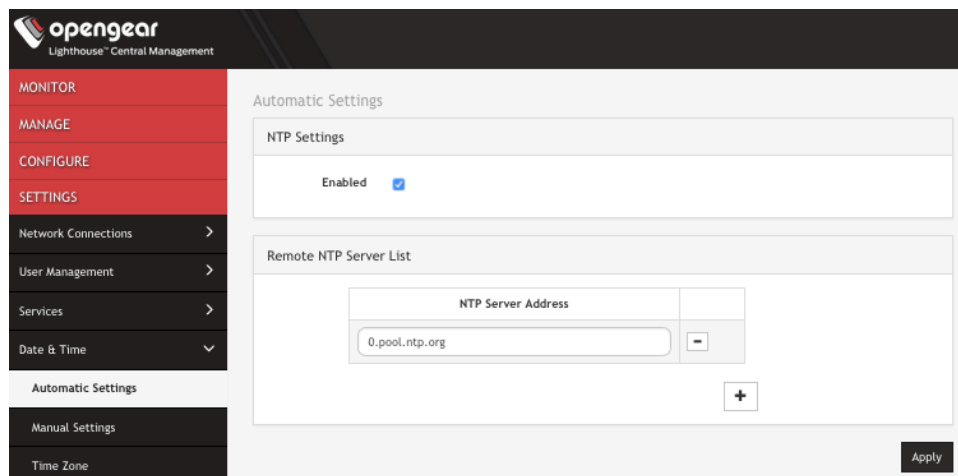 opengear
Lighthouse™ Central Management
MONITOR
MANAGE
CONFIGURE
SETTINGS
Network Connections
User Management
Services
Date & Time
Automatic Settings
Manual Settings
Time Zone
Automatic Settings
NTP Settings
Enabled
Remote NTP Server List
NTP Server Address
0.pool.ntp.org
Apply